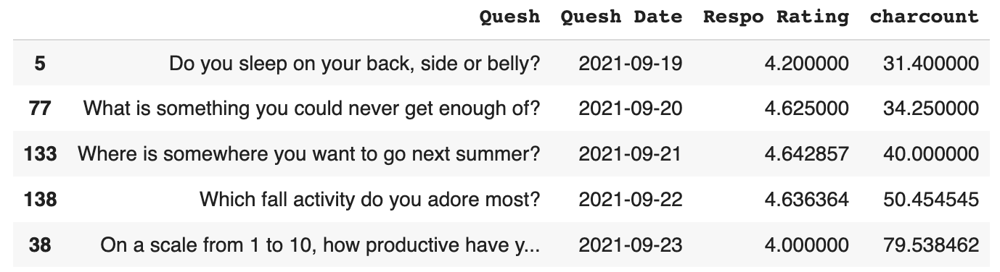 Quesh Quesh Date Respo Rating charcount
5 Do you sleep on your back, side or belly? 2021-09-19 4.200000 31.400000
77 What is something you could never get enough of? 2021-09-20 4.625000 34.250000
133 Where is somewhere you want to go next summer? 2021-09-21 4.642857 40.000000
138 Which fall activity do you adore most? 2021-09-22 4.636364 50.454545
38 On a scale from 1 to 10, how productive have y... 2021-09-23 4.000000 79.538462